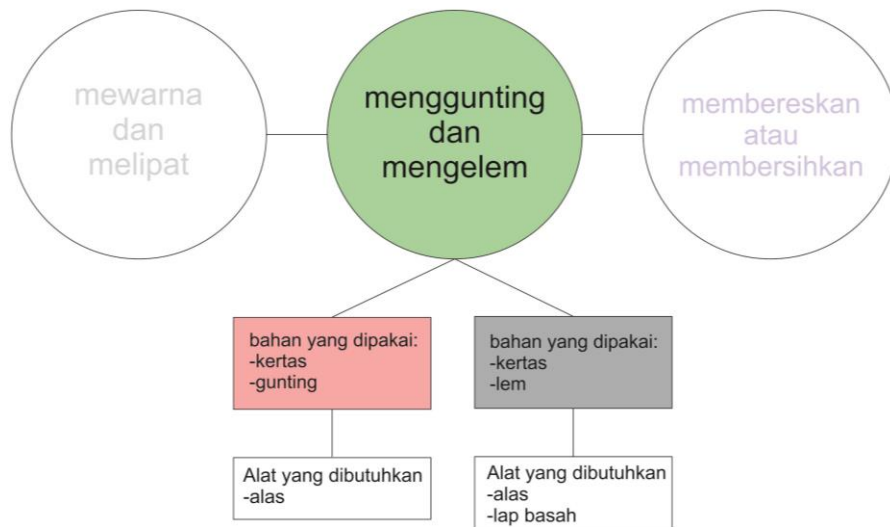 mewarna
dan
melipat
menggunting
dan
mengelem
membereskan
atau
membersihkan
bahan yang dipakai:
-kertas
-gunting
bahan yang dipakai:
-kertas
-lem
Alat yang dibutuhkan
-alas
Alat yang dibutuhkan
-alas
-lap basah